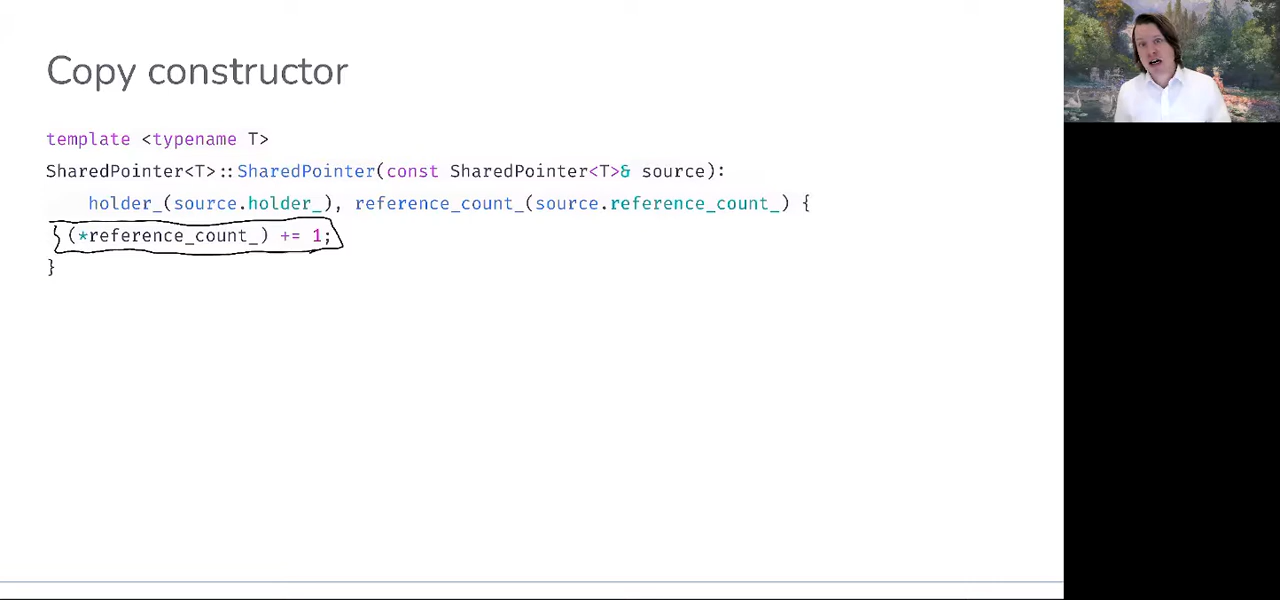 Copy constructor
template <typename T>
SharedPointer<T>::SharedPointer(const SharedPointer<T>& source):
holder_(source.holder_), reference_count_(source.reference_count_) {
(*reference_count_) += 1;
}